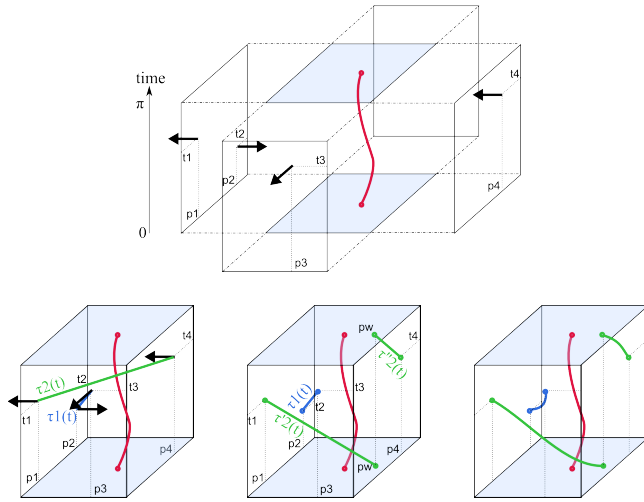 time
π
t4
t2
t1
t3
p2
p4
p1
0
p3
t4
t2
t3
τ2(t)
t1
τ1(t)
p2
p4
p1
p3
pw
t4
τ"2(t)
t3
τ1(t)
t2
t1
τ'2(t)
p2
pw
p1
p3